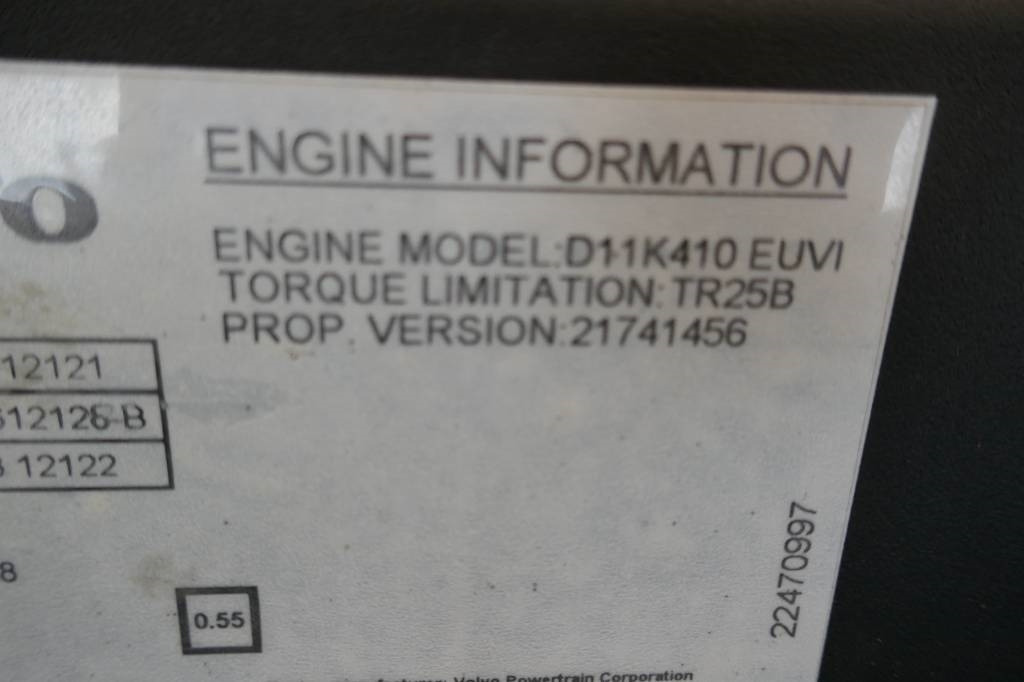 ENGINE INFORMATION
ENGINE MODEL:D11K410 EUVI
TORQUE LIMITATION: TR25B
PROP. VERSION:21741456
12121
12126-B
12122
8
0.55
22470997
Volvo Powertrain Corporation